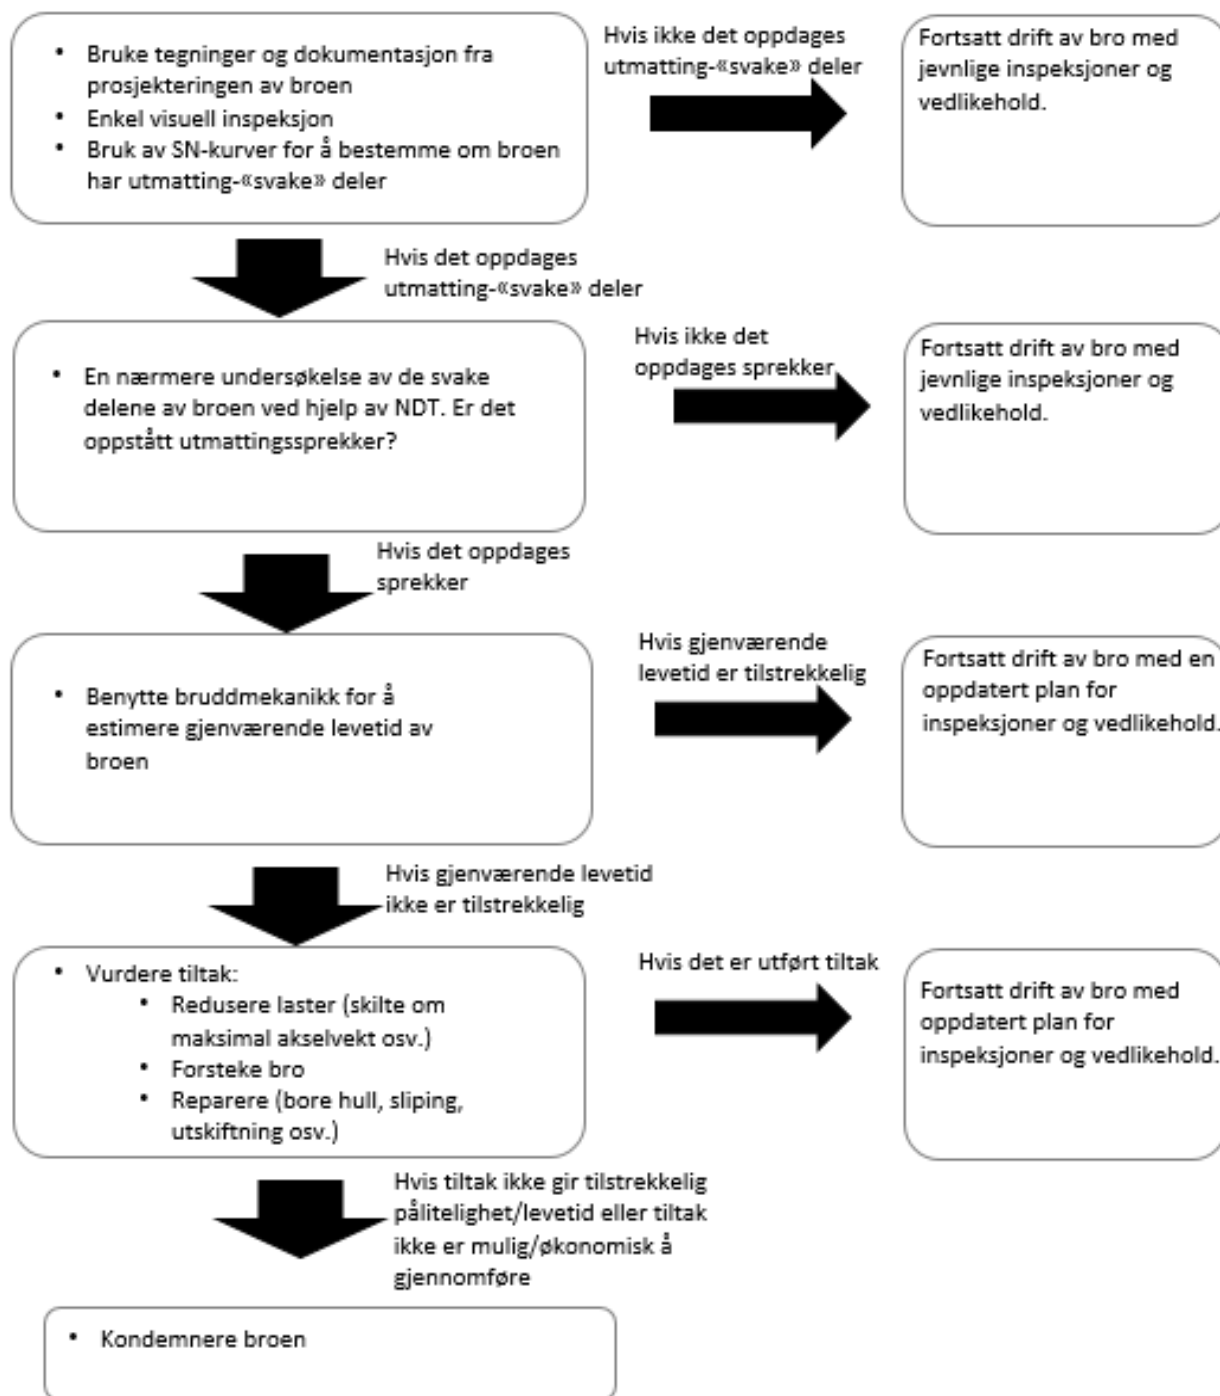 • Bruke tegninger og dokumentasjon fra
prosjekteringen av broen
• Enkel visuell inspeksjon
• Bruk av SN-kurver for å bestemme om broen
har utmatting-«svake» deler
Hvis ikke det oppdages
utmatting-«svake» deler
Fortsatt drift av bro med
jevnlige inspeksjoner og
vedlikehold.
Hvis det oppdages
utmatting-«svake» deler
• En nærmere undersøkelse av de svake
delene av broen ved hjelp av NDT. Er det
oppstått utmattingssprekker?
Hvis ikke det
oppdages sprekker
Fortsatt drift av bro med
jevnlige inspeksjoner og
vedlikehold.
Hvis det oppdages
sprekker
• Benytte bruddmekanikk for å
estimere gjenværende levetid av
broen
Hvis gjenværende
levetid er tilstrekkelig
Fortsatt drift av bro med en
oppdatert plan for
inspeksjoner og vedlikehold.
Hvis gjenværende levetid
ikke er tilstrekkelig
• Vurdere tiltak:
• Redusere laster (skilte om
maksimal akselvekt osv.)
• Forsteke bro
• Reparere (bore hull, sliping,
utskiftning osv.)
Hvis det er utført tiltak
Fortsatt drift av bro med
oppdatert plan for
inspeksjoner og vedlikehold.
Hvis tiltak ikke gir tilstrekkelig
pålitelighet/levetid eller tiltak
ikke er mulig/økonomisk å
gjennomføre
• Kondemnere broen